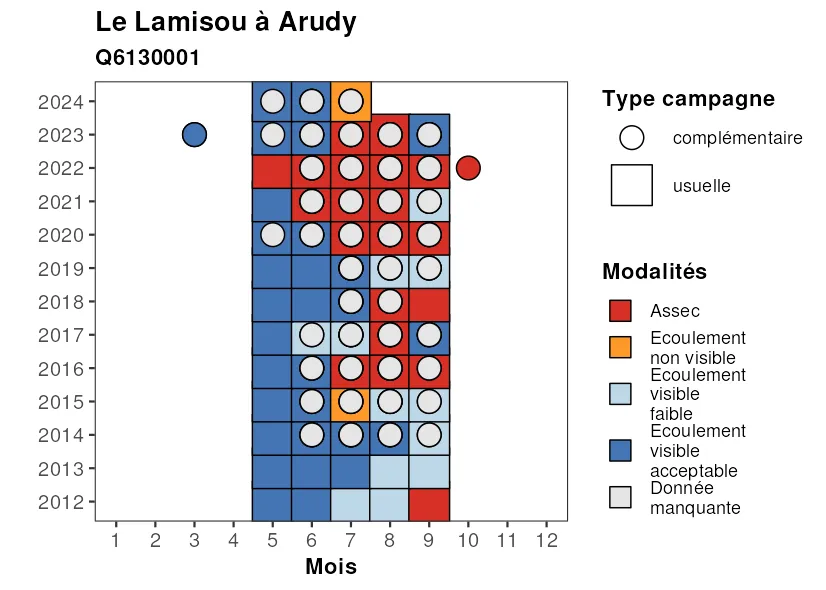 Le Lamisou à Arudy
Q6130001
2024
2023
2022
2021
2020
2019
2018
2017
2016
2015
2014
2013
2012
1 2 3 4 5 6 7 8 9 10 11 12
Mois
Type campagne
complémentaire
usuelle
Modalités
Assec
Ecoulement
non visible
Ecoulement
visible
faible
Ecoulement
visible
acceptable
Donnée
manquante